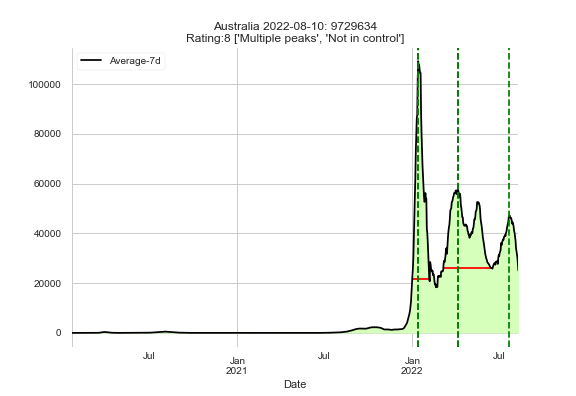 Australia 2022-08-10: 9729634
Rating:8 ['Multiple peaks', 'Not in control']
Average-7d
100000
80000
60000
40000
20000
0
Jul
Jan
2021
Jul
Jan
2022
Jul
Date